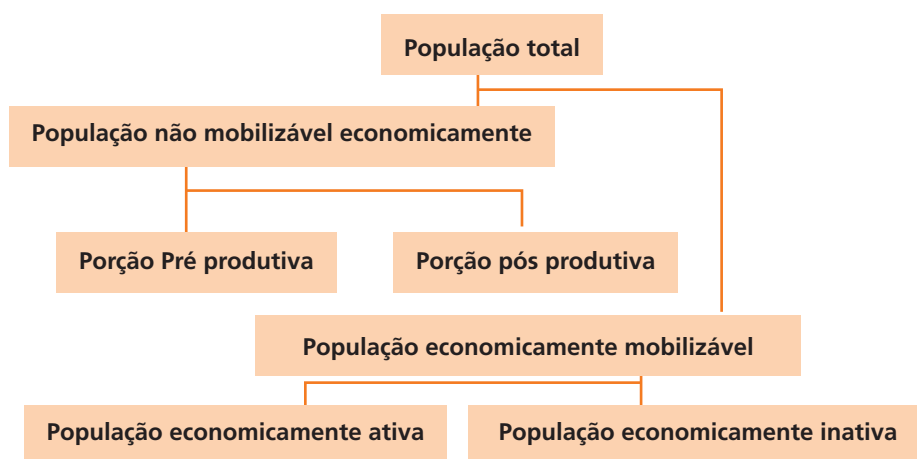 População total
População não mobilizável economicamente
Porção Pré produtiva
Porção pós produtiva
População economicamente mobilizável
População economicamente ativa
População economicamente inativa